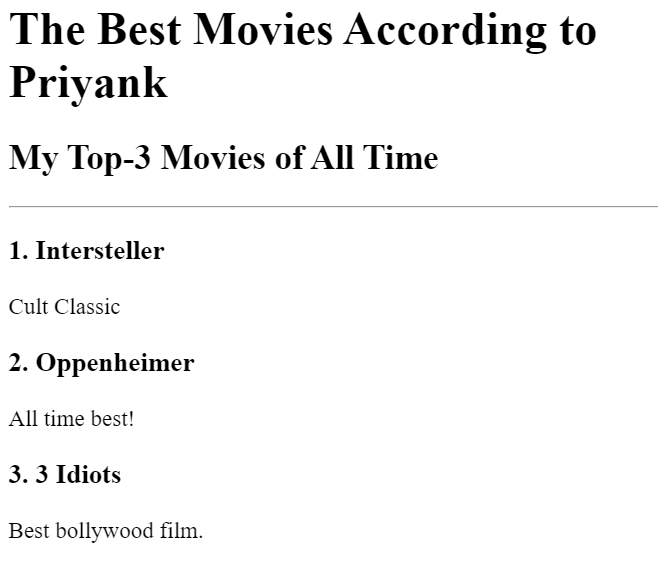 The Best Movies According to
Priyank
My Top-3 Movies of All Time
1. Intersteller
Cult Classic
2. Oppenheimer
All time best!
3. 3 Idiots
Best bollywood film.